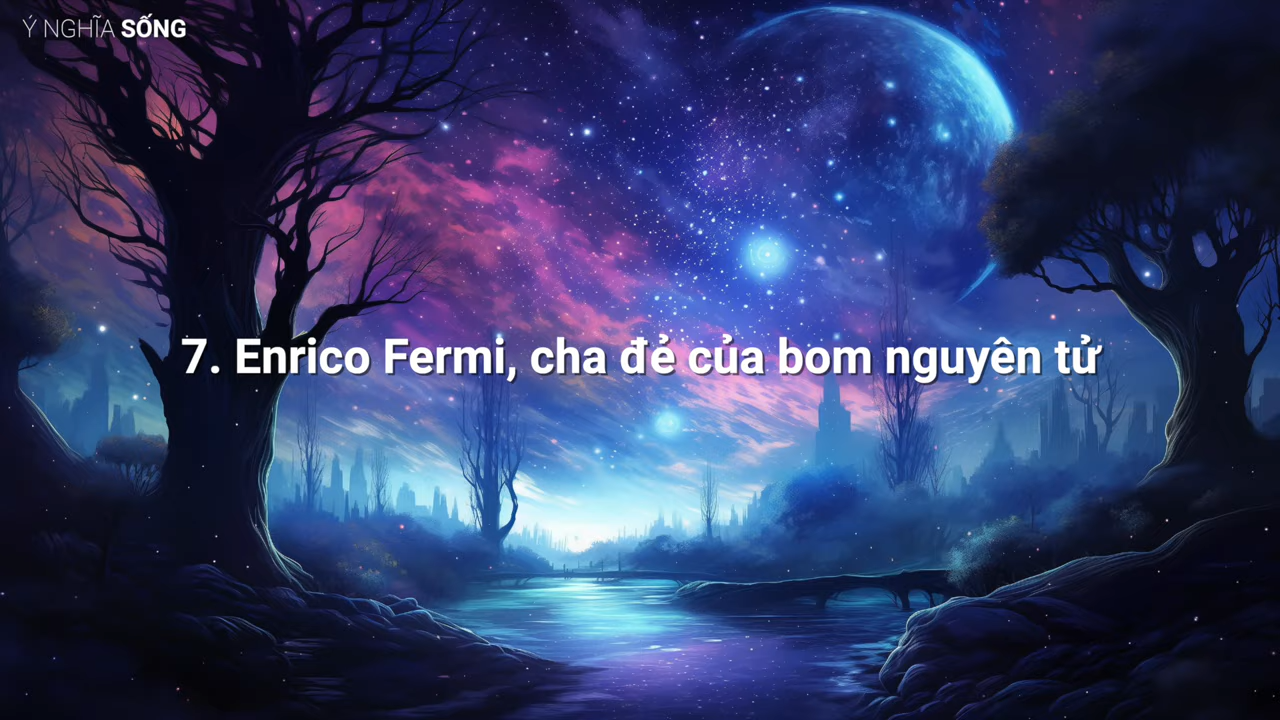 Ý NGHĨA SỐNG
7. Enrico Fermi, cha đẻ của bom nguyên tử